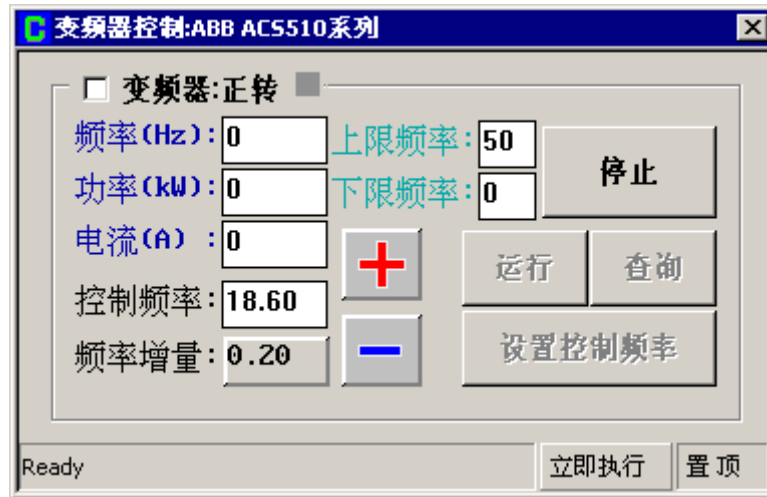 变频器控制:ABB ACS510系列
变频器:正转
频率(Hz):0 上限频率:50 停止
功率(kW):0 下限频率:0
电流(A) :0 运行 查询
控制频率:18.60
频率增量:0.20 设置控制频率
Ready 立即执行 置顶